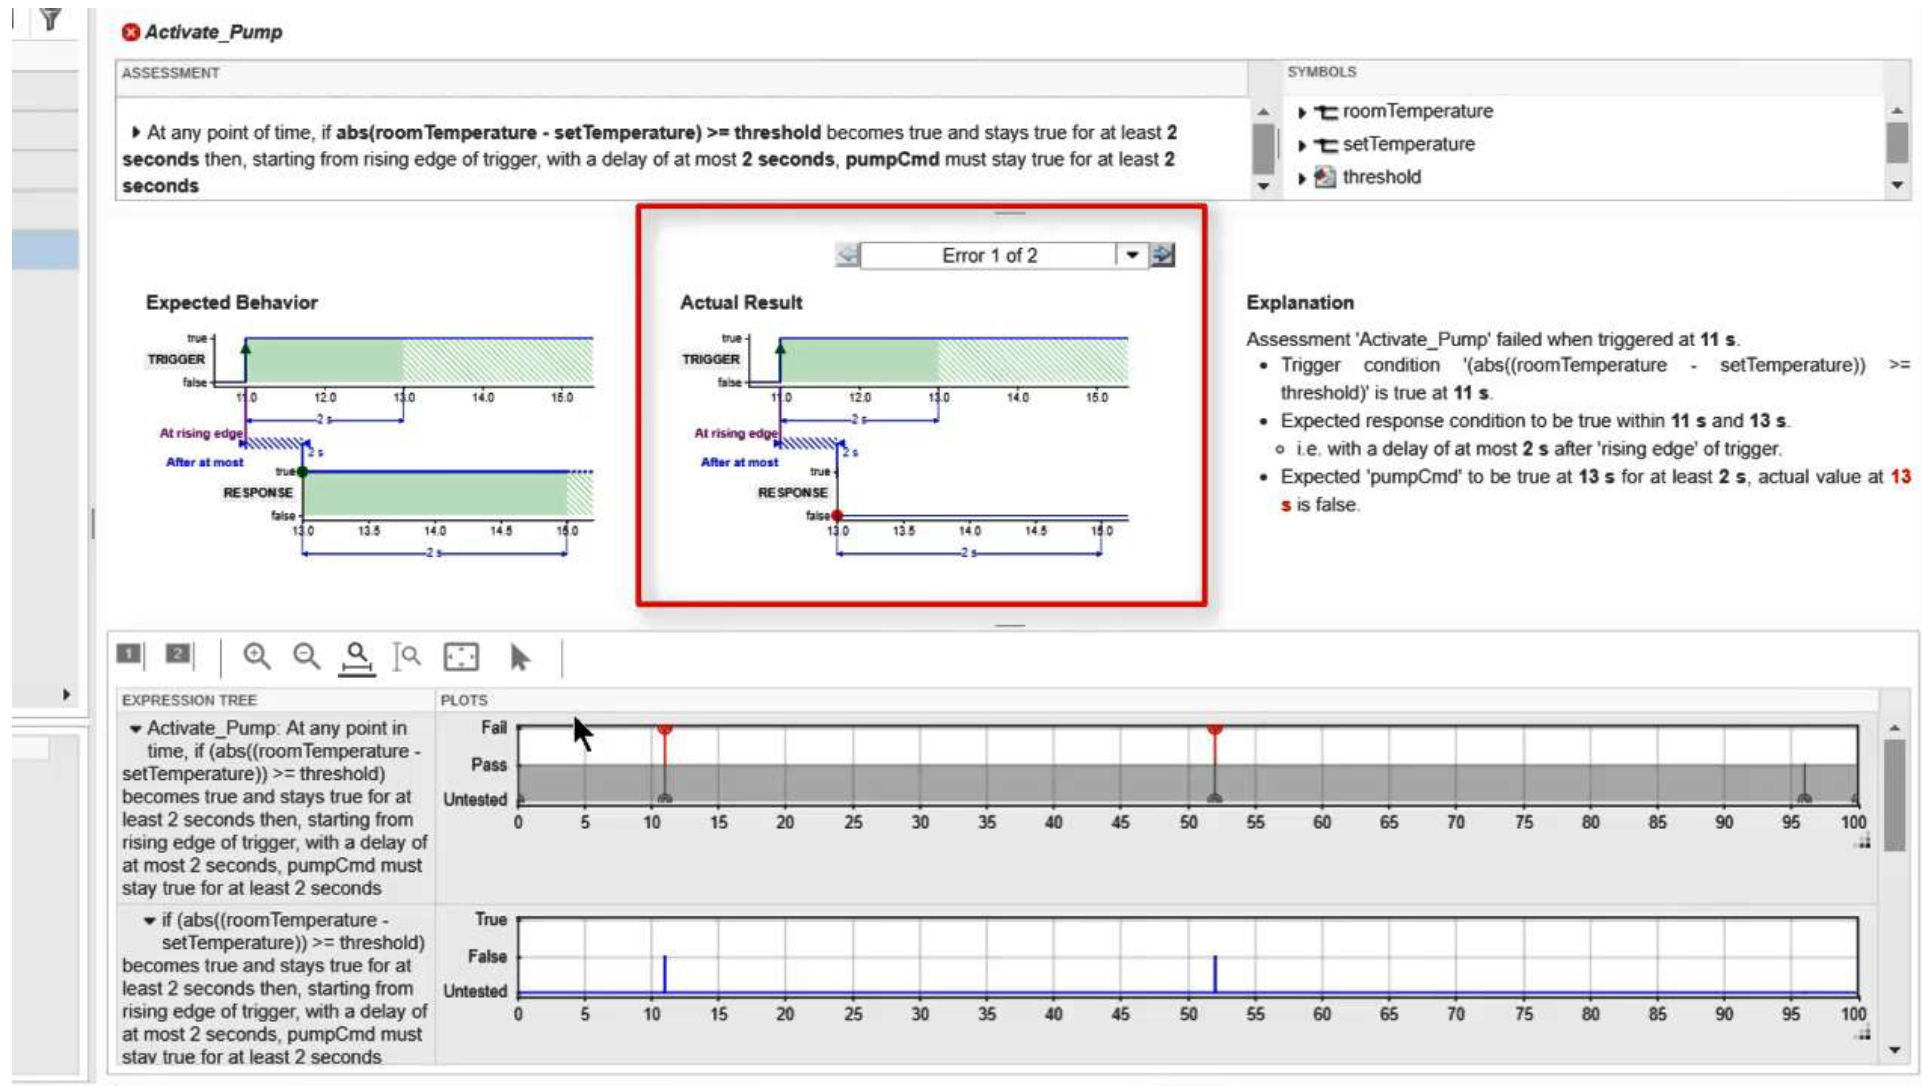 Activate_Pump
ASSESSMENT
At any point of time, if abs(roomTemperature - setTemperature) >= threshold becomes true and stays true for at least 2
seconds then, starting from rising edge of trigger, with a delay of at most 2 seconds, pumpCmd must stay true for at least 2
seconds
SYMBOLS
roomTemperature
setTemperature
threshold
Expected Behavior
true
TRIGGER
false
11.0 12.0 13.0 14.0 15.0
2 s
At rising edge
2 s
After at most
true
RESPONSE
false
13.0 13.5 14.0 14.5 15.0
2 s
Error 1 of 2
Actual Result
true
TRIGGER
false
11.0 12.0 13.0 14.0 15.0
2 s
At rising edge
2 s
After at most
true
RESPONSE
false
13.0 13.5 14.0 14.5 15.0
2 s
Explanation
Assessment 'Activate_Pump' failed when triggered at 11 s.
• Trigger condition '(abs((roomTemperature - setTemperature)) >=
threshold)' is true at 11 s.
• Expected response condition to be true within 11 s and 13 s.
i.e. with a delay of at most 2 s after 'rising edge' of trigger.
• Expected 'pumpCmd' to be true at 13 s for at least 2 s, actual value at 13
s is false.
1 2
EXPRESSION TREE
PLOTS
Activate_Pump: At any point in
time, if (abs((roomTemperature -
setTemperature)) >= threshold)
becomes true and stays true for at
least 2 seconds then, starting from
rising edge of trigger, with a delay of
at most 2 seconds, pumpCmd must
stay true for at least 2 seconds
Fail
Pass
Untested
0 5 10 15 20 25 30 35 40 45 50 55 60 65 70 75 80 85 90 95 100
if (abs((roomTemperature -
setTemperature)) >= threshold)
becomes true and stays true for at
least 2 seconds then, starting from
rising edge of trigger, with a delay of
at most 2 seconds, pumpCmd must
stay true for at least 2 seconds
True
False
Untested
0 5 10 15 20 25 30 35 40 45 50 55 60 65 70 75 80 85 90 95 100